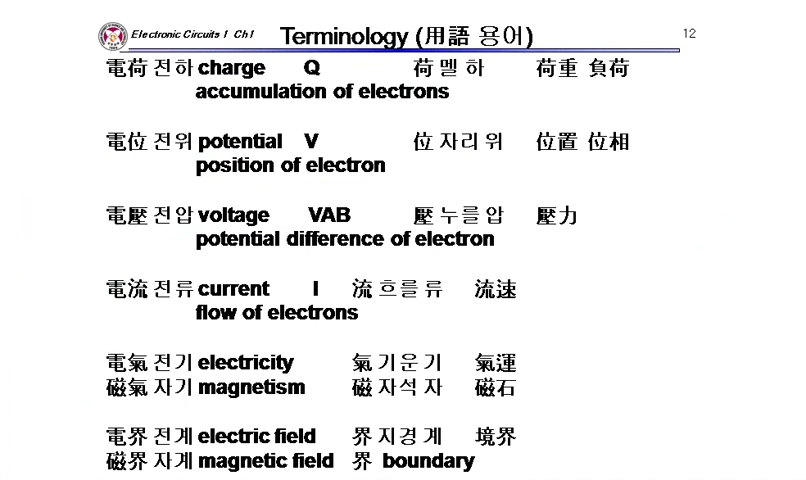 Electronic Circuits 1 Ch1
Terminology (用語 용어)
12
電荷 전하 charge Q 荷 멜 하 荷重 負荷
accumulation of electrons
電位 전위 potential V 位 자리 위 位置 位相
position of electron
電壓 전압 voltage VAB 壓 누를 압 壓力
potential difference of electron
電流 전류 current I 流 흐를 류 流速
flow of electrons
電氣 전기 electricity 氣 기운 기 氣運
磁氣 자기 magnetism 磁 자석 자 磁石
電界 전계 electric field 界 지경 계 境界
磁界 자계 magnetic field 界 boundary